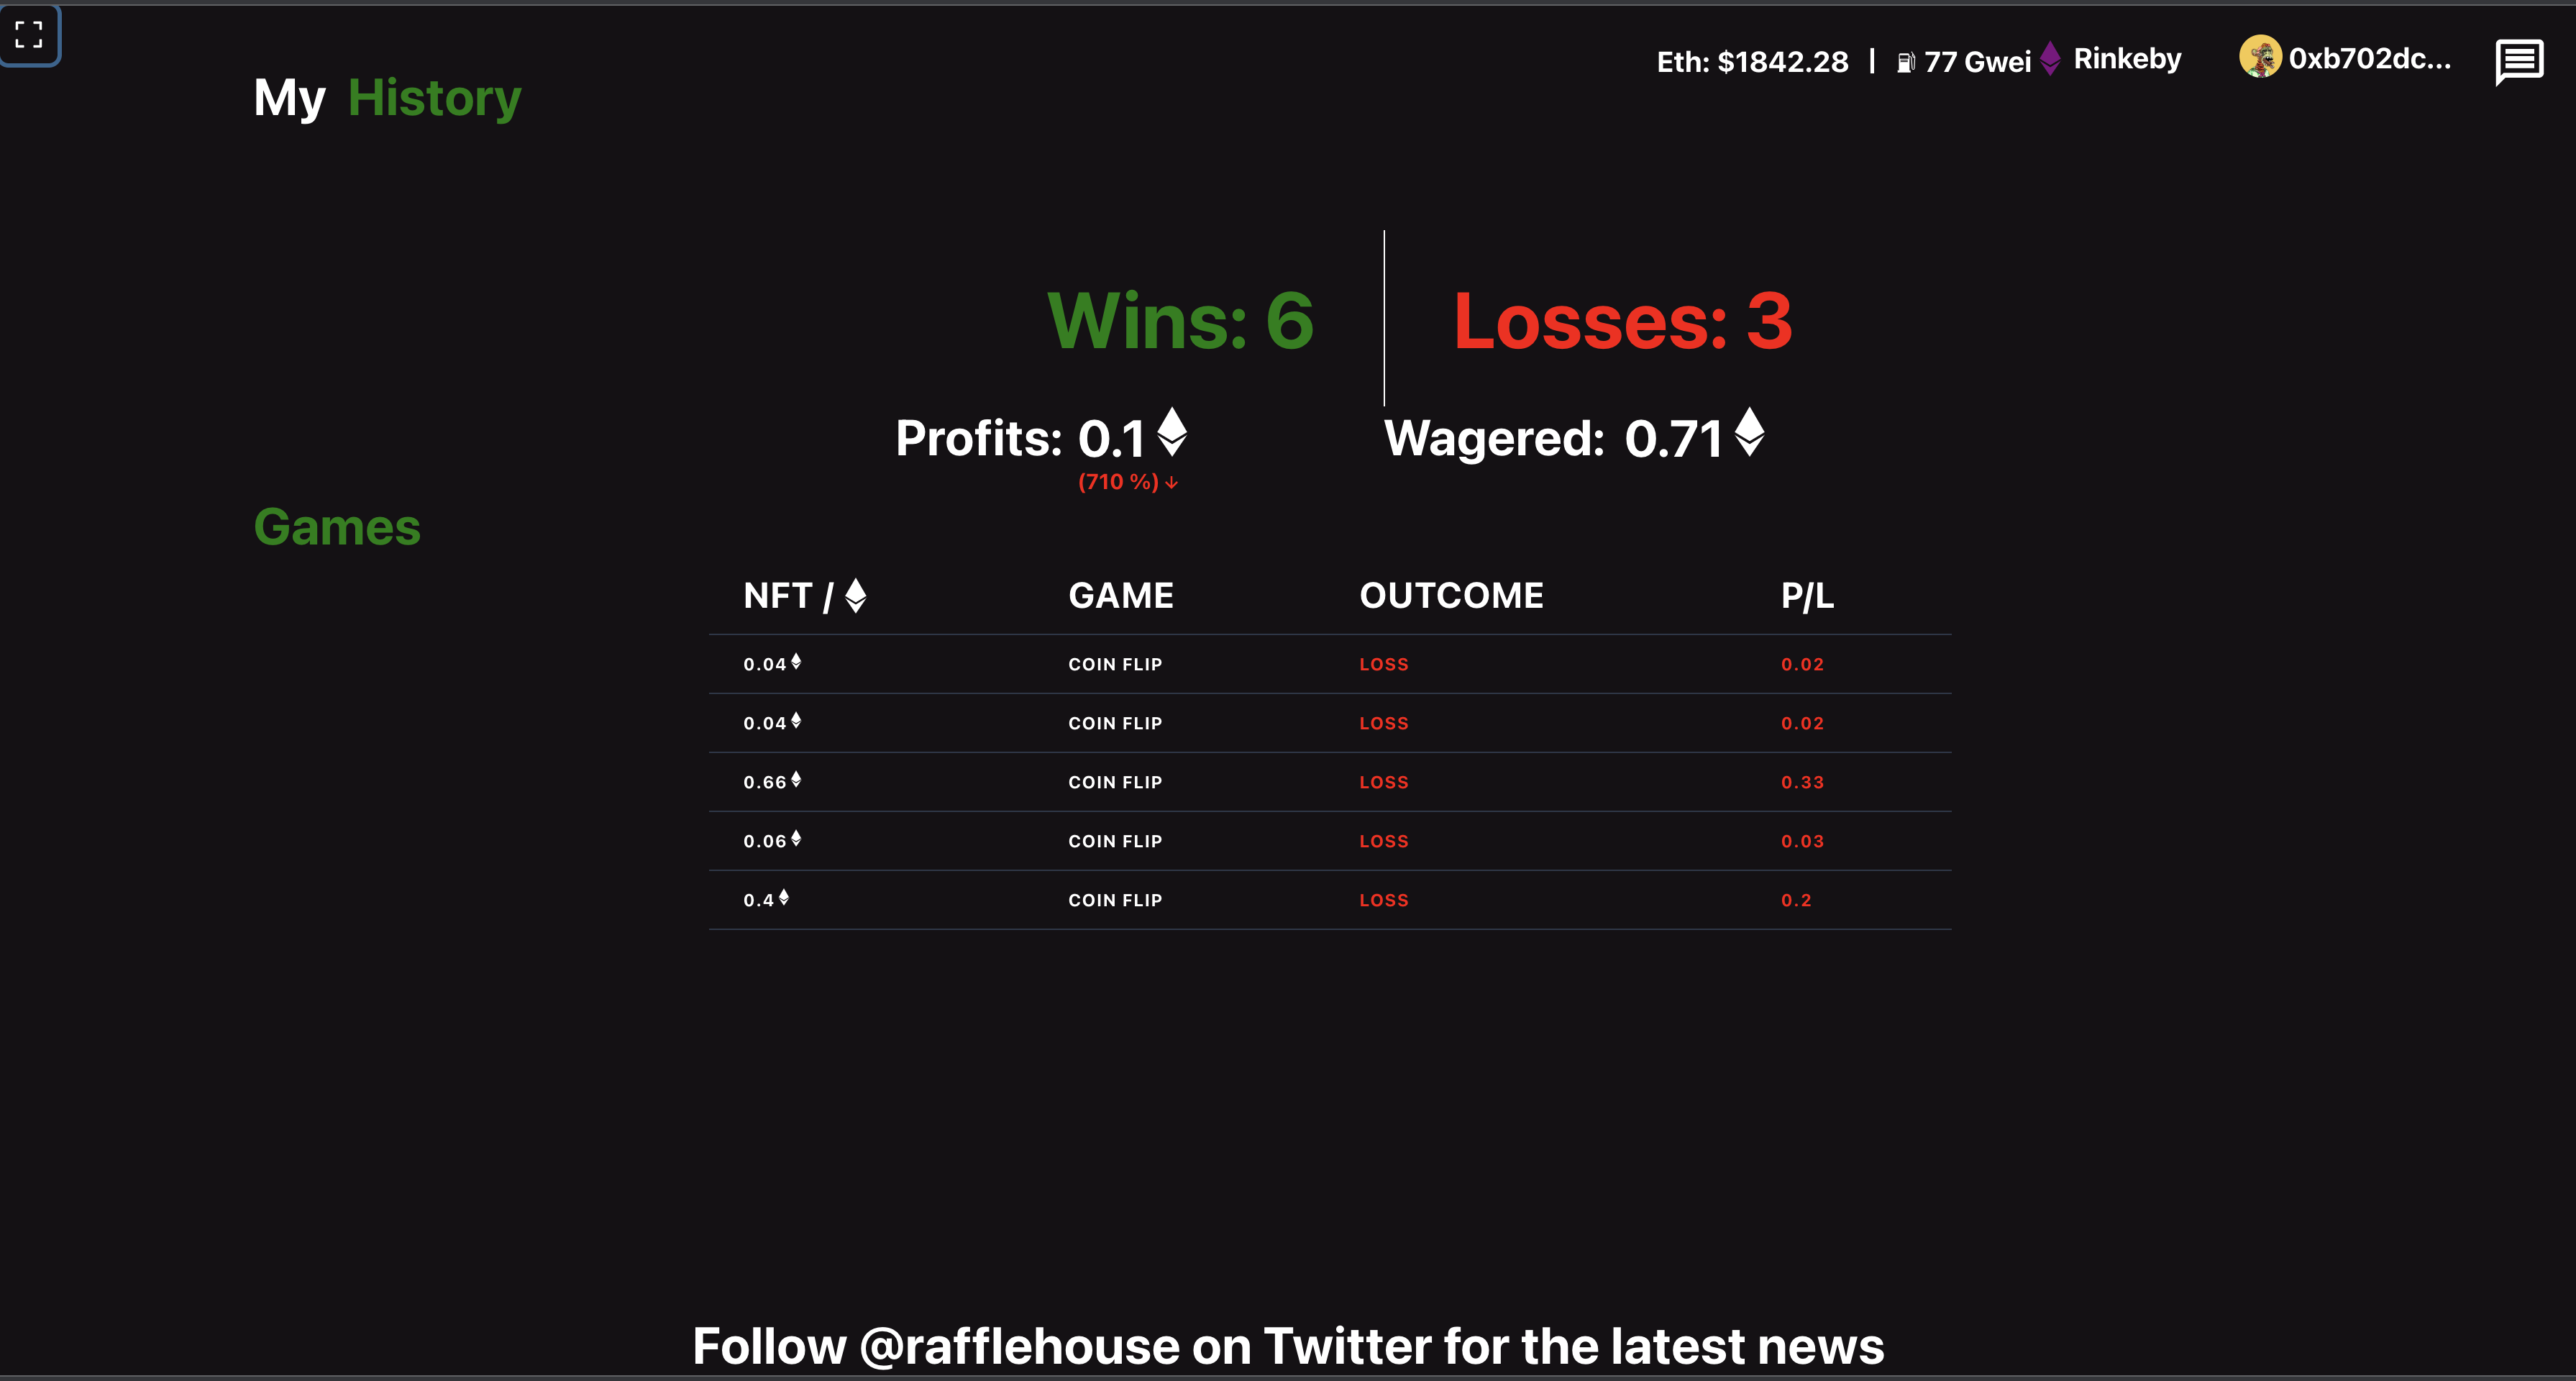 Eth: $1842.28 | 77 Gwei Rinkeby 0xb702dc...
My History
Wins: 6 Losses: 3
Profits: 0.1 Wagered: 0.71
(710 %) ↓
Games
NFT / GAME OUTCOME P/L
0.04 COIN FLIP LOSS 0.02
0.04 COIN FLIP LOSS 0.02
0.66 COIN FLIP LOSS 0.33
0.06 COIN FLIP LOSS 0.03
0.4 COIN FLIP LOSS 0.2
Follow @rafflehouse on Twitter for the latest news